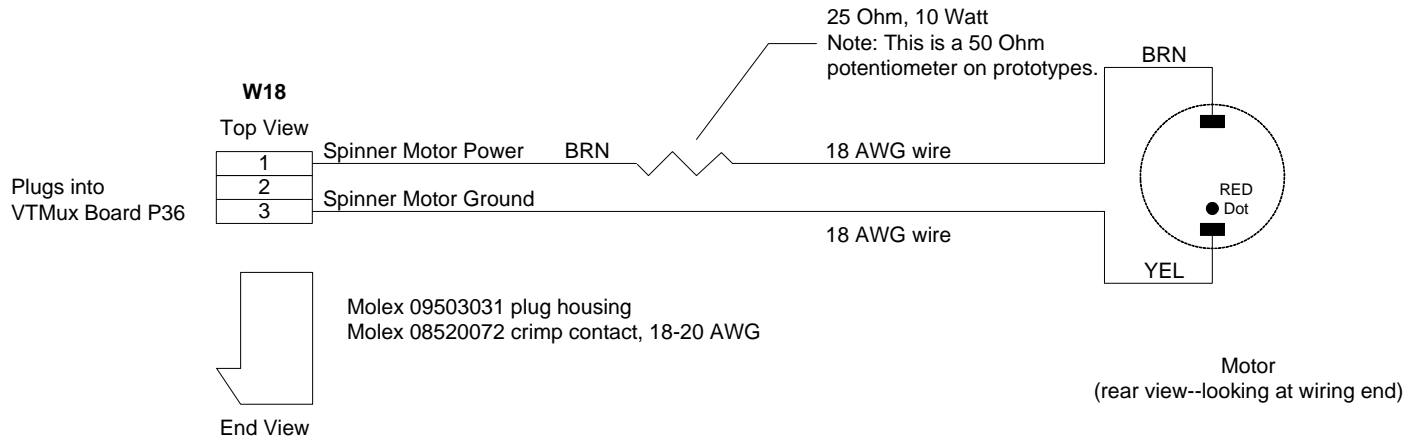 25 Ohm, 10 Watt
Note: This is a 50 Ohm
potentiometer on prototypes.
BRN
W18
Top View
1
Spinner Motor Power
BRN
18 AWG wire
2
Plugs into
VTMux Board P36
3
Spinner Motor Ground
18 AWG wire
RED
Dot
YEL
Molex 09503031 plug housing
Molex 08520072 crimp contact, 18-20 AWG
Motor
(rear view--looking at wiring end)
End View